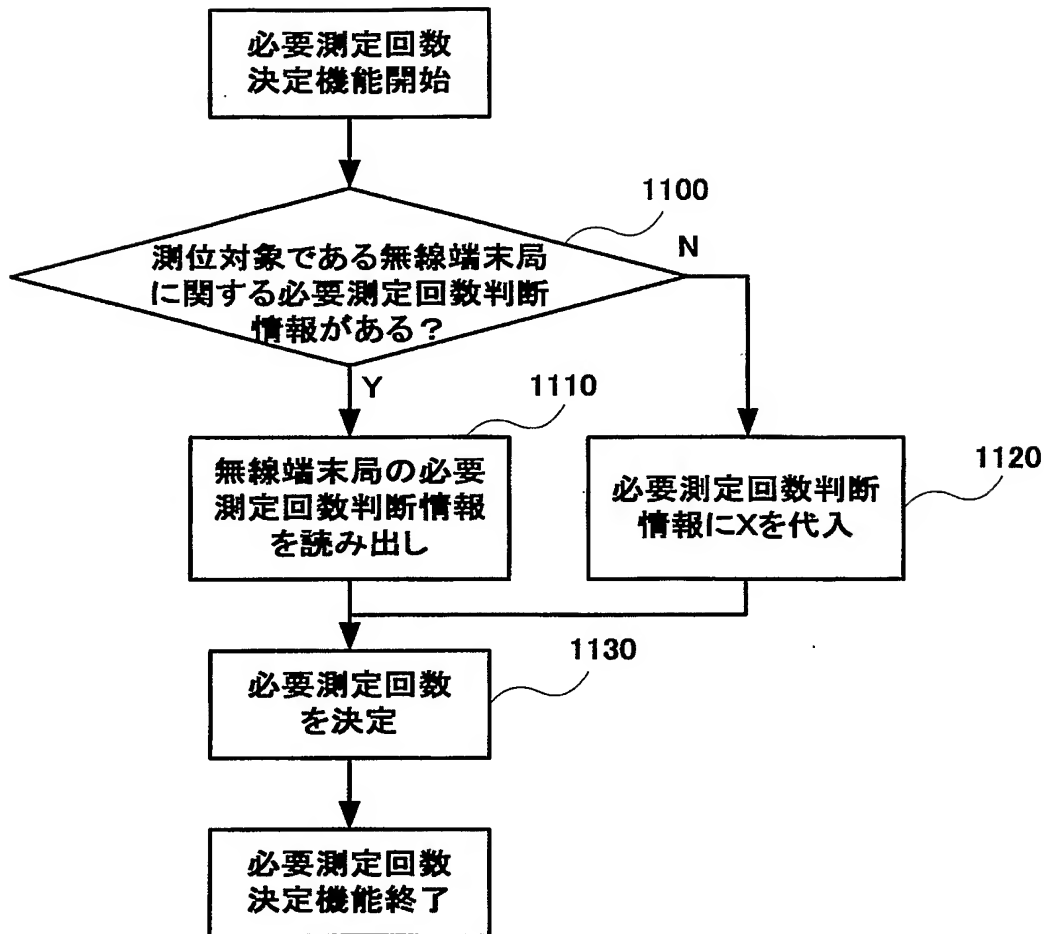 必要測定回数
決定機能開始
1100
N
測位対象である無線端末局
に関する必要測定回数判断
情報がある？
Y
1110
無線端末局の必要
測定回数判断情報
を読み出し
1120
必要測定回数判断
情報にXを代入
1130
必要測定回数
を決定
必要測定回数
決定機能終了